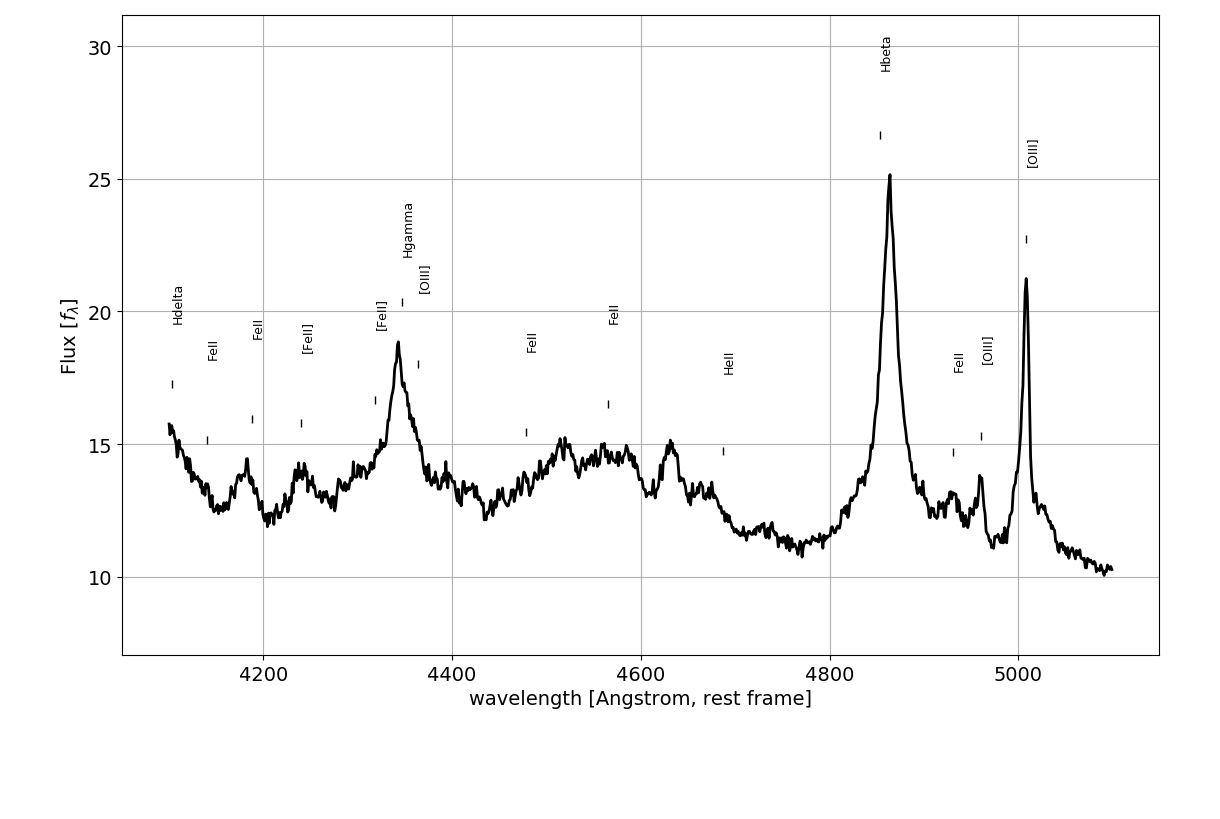 Flux [fλ]
30
25
20
15
10
Hdelta
FeII
FeII
[FeII]
[FeII]
Hgamma
[OIII]
FeII
FeII
HeII
Hbeta
FeII
[OIII]
[OIII]
4200
4400
4600
4800
5000
wavelength [Angstrom, rest frame]